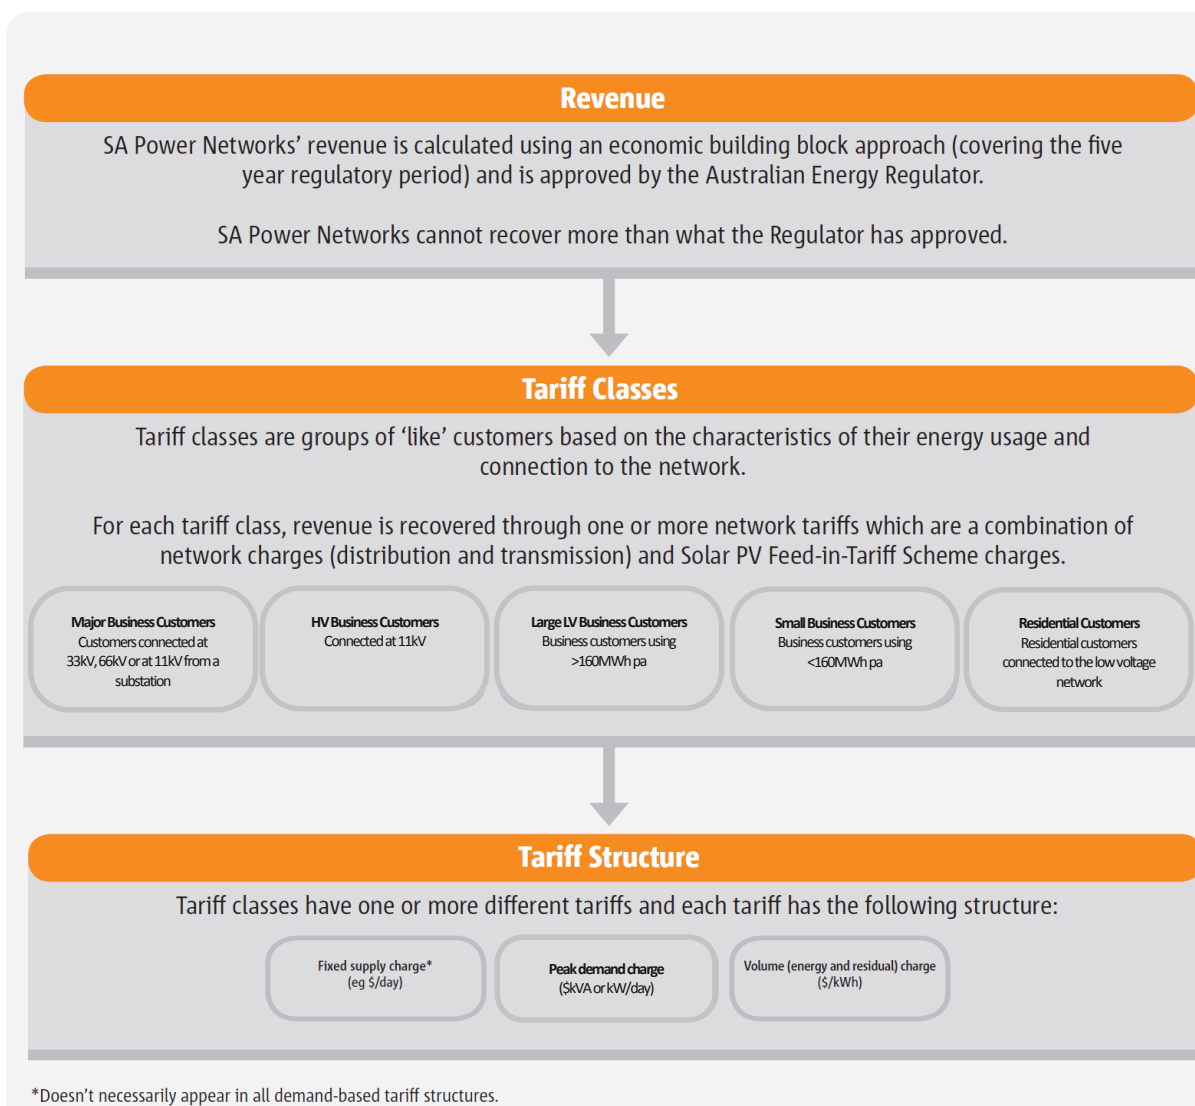 Revenue
SA Power Networks’ revenue is calculated using an economic building block approach (covering the five
year regulatory period) and is approved by the Australian Energy Regulator.
SA Power Networks cannot recover more than what the Regulator has approved.
Tariff Classes
Tariff classes are groups of ‘like’ customers based on the characteristics of their energy usage and
connection to the network.
For each tariff class, revenue is recovered through one or more network tariffs which are a combination of
network charges (distribution and transmission) and Solar PV Feed-in-Tariff Scheme charges.
Major Business Customers
Customers connected at
33kV, 66kV or at 11kV from a
substation
HV Business Customers
Connected at 11kV
Large LV Business Customers
Business customers using
>160MWh pa
Small Business Customers
Business customers using
<160MWh pa
Residential Customers
Residential customers
connected to the low voltage
network
Tariff Structure
Tariff classes have one or more different tariffs and each tariff has the following structure:
Fixed supply charge*
(eg $/day)
Peak demand charge
($kVA or kW/day)
Volume (energy and residual) charge
($/kWh)
*Doesn’t necessarily appear in all demand-based tariff structures.